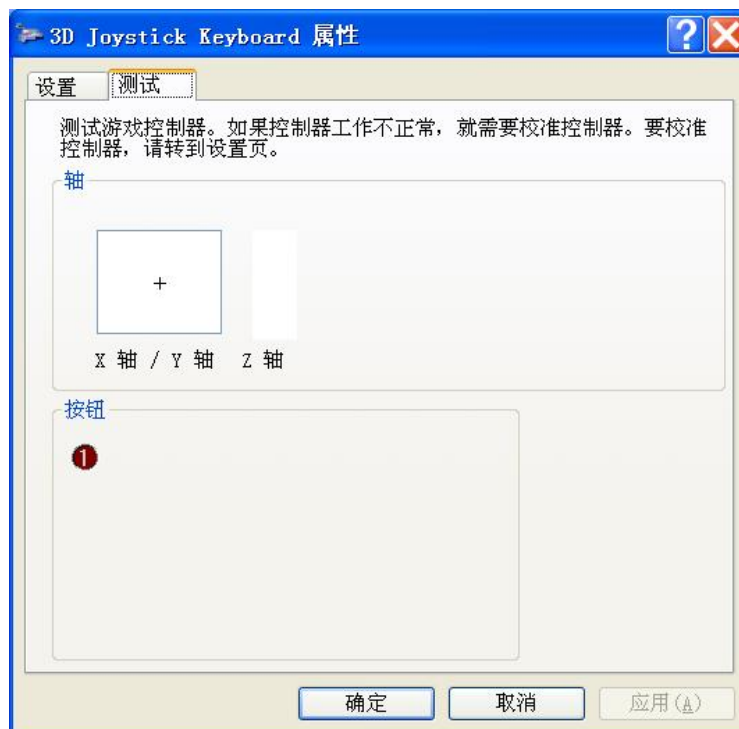 3D Joystick Keyboard 属性
设置 测试
测试游戏控制器。如果控制器工作不正常，就需要校准控制器。要校准
控制器，请转到设置页。
轴
X 轴 / Y 轴 Z 轴
按钮
1
确定 取消 应用(A)